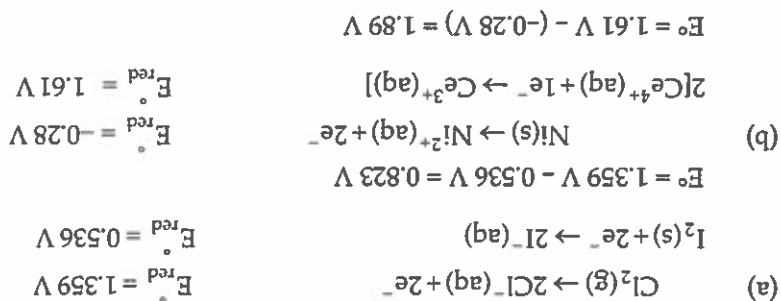 (a) Cl₂(g) → 2Cl⁻(aq) + 2e⁻ E°red = 1.359 V
I₂(s) + 2e⁻ → 2I⁻(aq) E°red = 0.536 V
E° = 1.359 V – 0.536 V = 0.823 V
(b) Ni(s) → Ni²⁺(aq) + 2e⁻ E°red = –0.28 V
2[Ce⁴⁺(aq) + 1e⁻ → Ce³⁺(aq)] E°red = 1.61 V
E° = 1.61 V – (–0.28 V) = 1.89 V